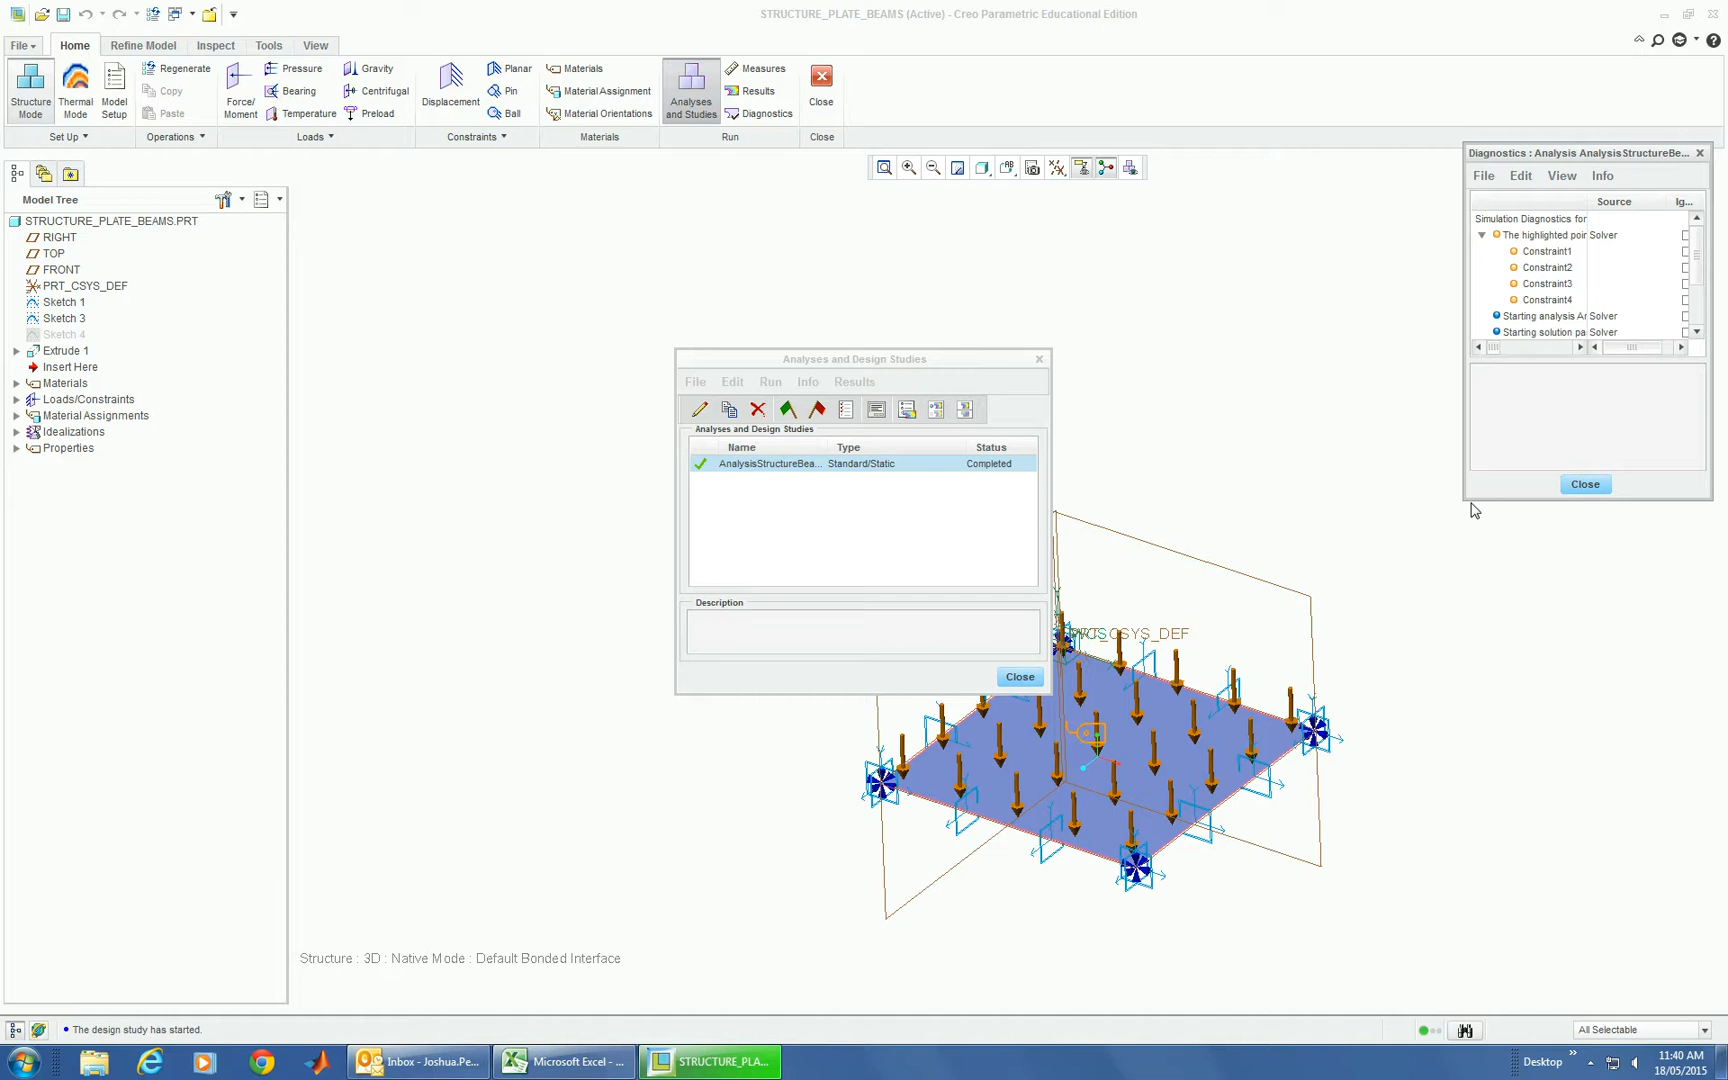 STRUCTURE_PLATE_BEAMS (Active) - Creo Parametric Educational Edition
File Home Refine Model Inspect Tools View
Structure Mode
Thermal Mode
Model Setup
Regenerate
Copy
Paste
Force/ Moment
Pressure
Bearing
Temperature
Gravity
Centrifugal
Preload
Displacement
Planar
Pin
Ball
Materials
Material Assignment
Material Orientations
Analyses and Studies
Measures
Results
Diagnostics
Close
Set Up Operations Loads Constraints Materials Run Close
Model Tree
STRUCTURE_PLATE_BEAMS.PRT
RIGHT
TOP
FRONT
PRT_CSYS_DEF
Sketch 1
Sketch 3
Sketch 4
Extrude 1
Insert Here
Materials
Loads/Constraints
Material Assignments
Idealizations
Properties
Analyses and Design Studies
File Edit Run Info Results
Analyses and Design Studies
Name Type Status
AnalysisStructureBea... Standard/Static Completed
Description
Close
Diagnostics : Analysis AnalysisStructureBe...
File Edit View Info
Source Ig...
Simulation Diagnostics for
The highlighted poir Solver
Constraint1
Constraint2
Constraint3
Constraint4
Starting analysis Ar Solver
Starting solution pa Solver
Close
CSYS_DEF
Structure : 3D : Native Mode : Default Bonded Interface
The design study has started.
All Selectable
Inbox - Joshua.Pe...
Microsoft Excel - ...
STRUCTURE_PLA...
Desktop
11:40 AM
18/05/2015